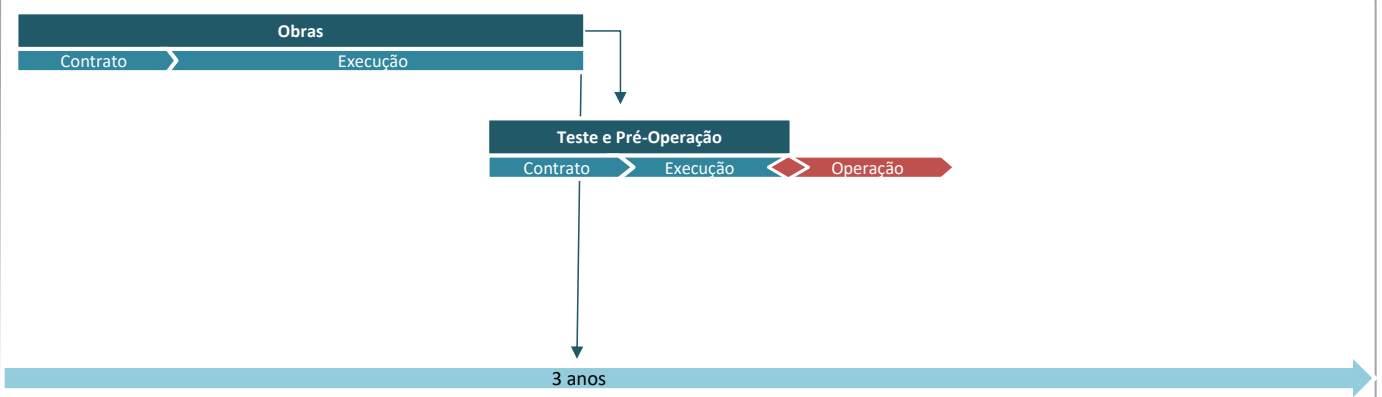 Obras
Contrato
Execução
Teste e Pré-Operação
Contrato
Execução
Operação
3 anos